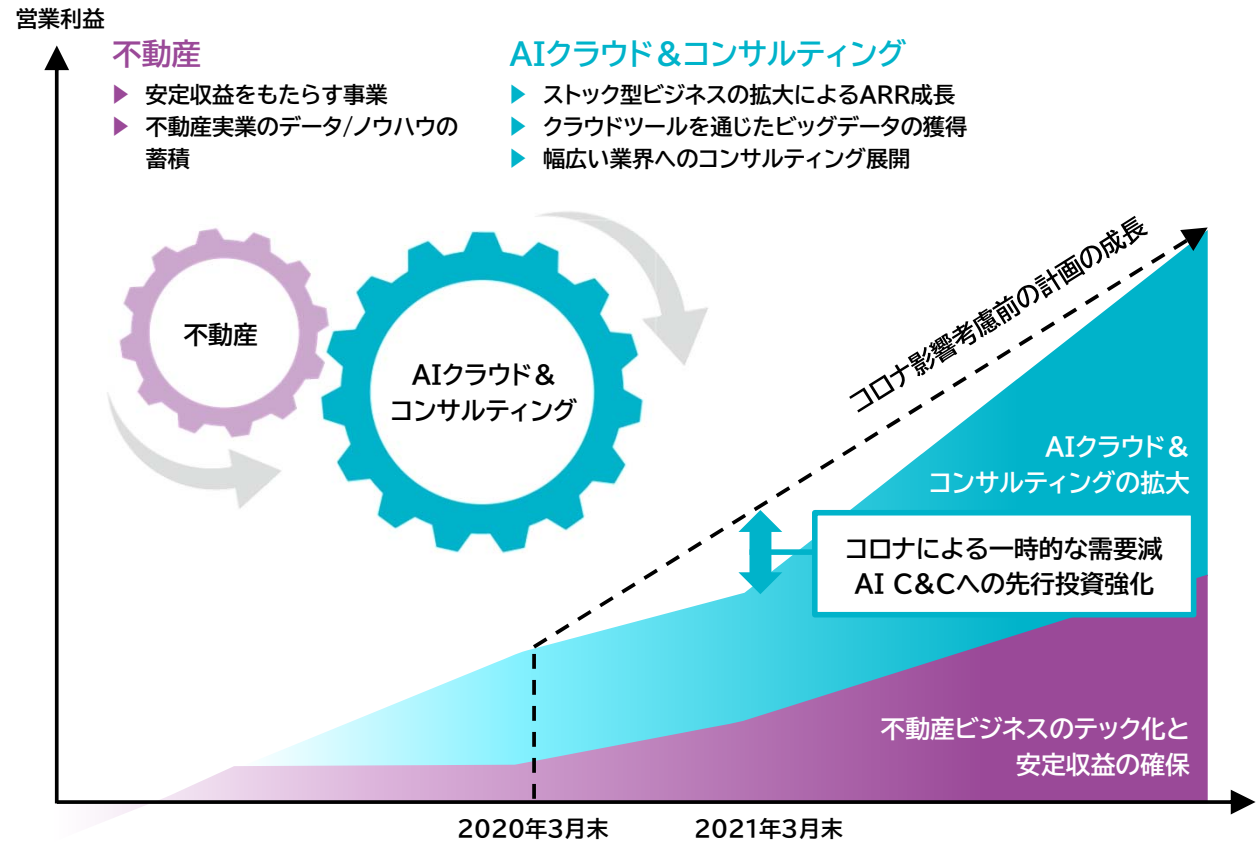 営業利益
不動産
▶ 安定収益をもたらす事業
▶ 不動産実業のデータ/ノウハウの
蓄積
AIクラウド&コンサルティング
▶ ストック型ビジネスの拡大によるARR成長
▶ クラウドツールを通じたビッグデータの獲得
▶ 幅広い業界へのコンサルティング展開
不動産
AIクラウド&
コンサルティング
コロナ影響考慮前の計画の成長
AIクラウド&
コンサルティングの拡大
コロナによる一時的な需要減
AI C&Cへの先行投資強化
不動産ビジネスのテック化と
安定収益の確保
2020年3月末
2021年3月末